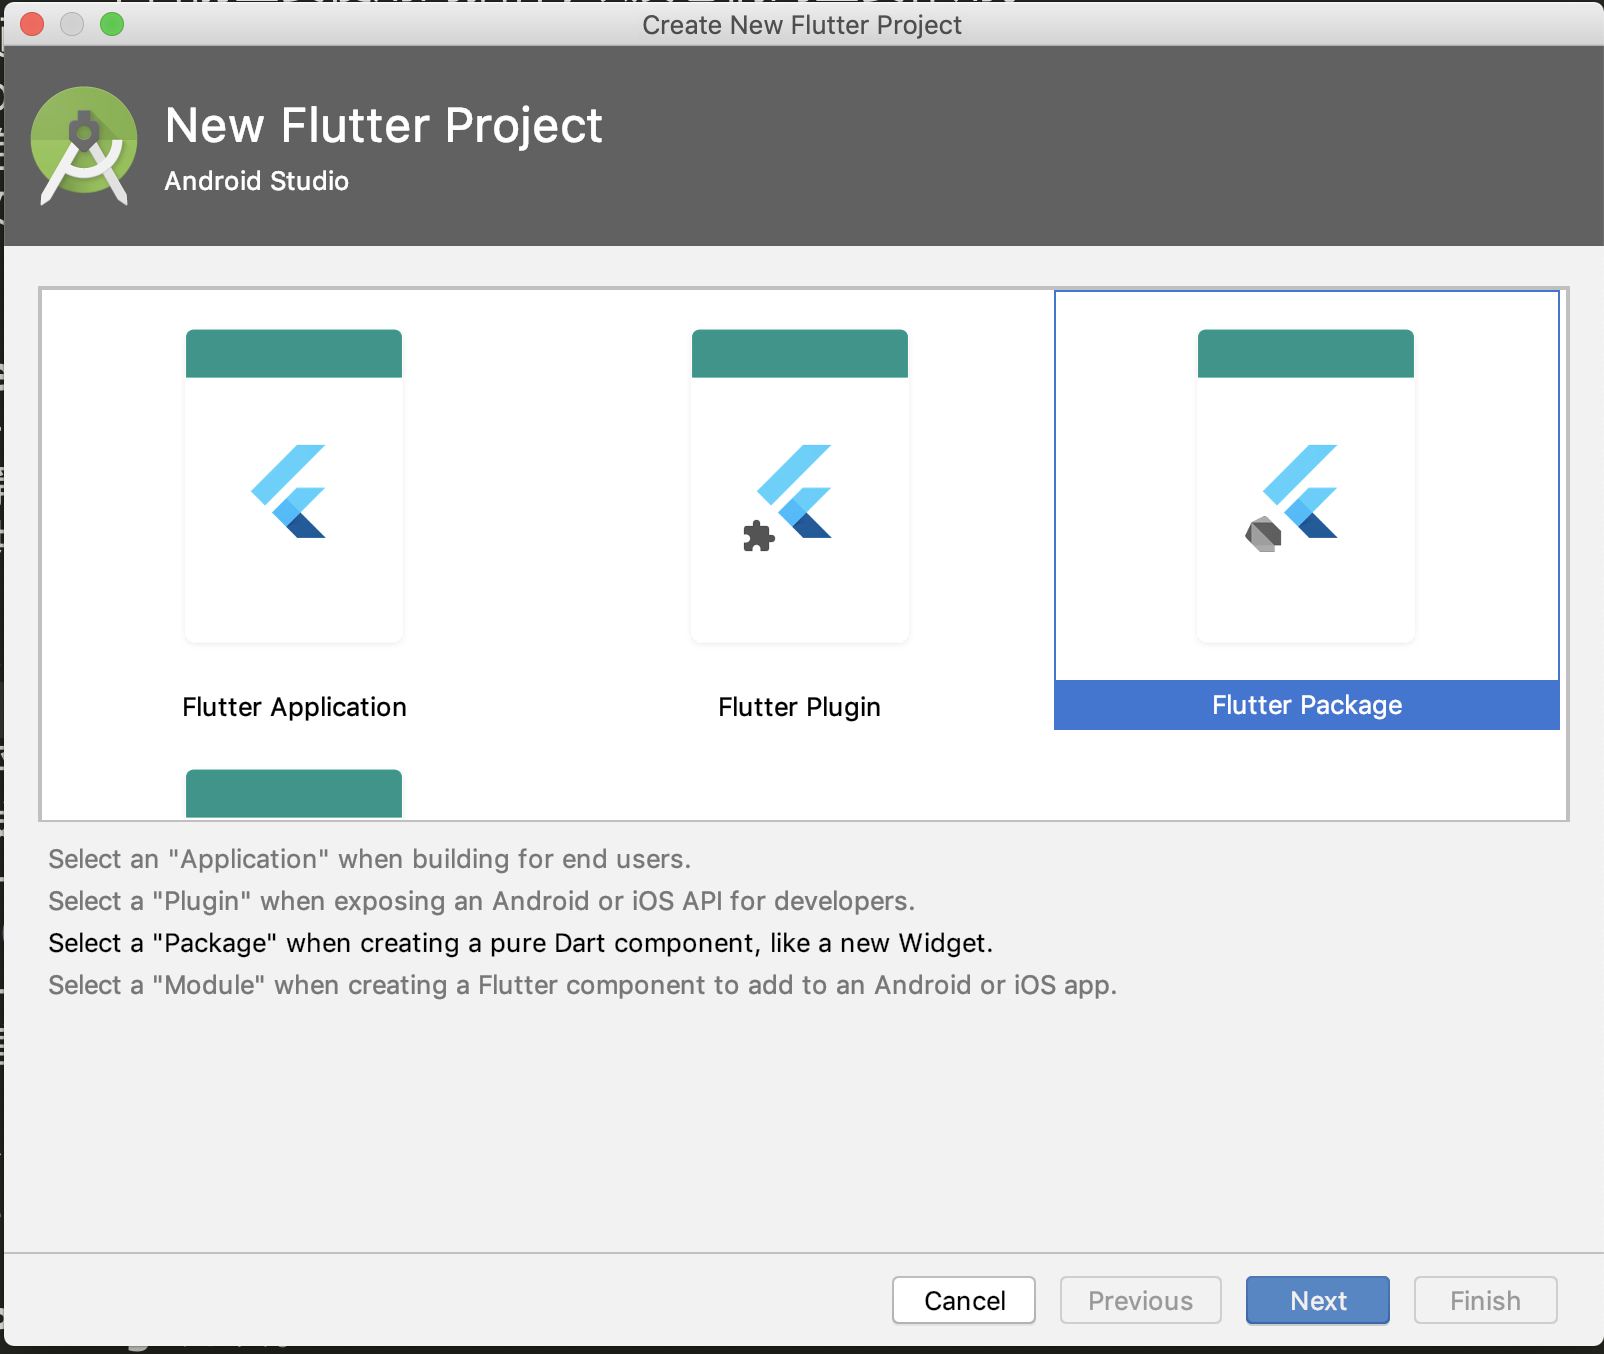 Create New Flutter Project
New Flutter Project
Android Studio
Flutter Application
Flutter Plugin
Flutter Package
Select an "Application" when building for end users.
Select a "Plugin" when exposing an Android or iOS API for developers.
Select a "Package" when creating a pure Dart component, like a new Widget.
Select a "Module" when creating a Flutter component to add to an Android or iOS app.
Cancel
Previous
Next
Finish